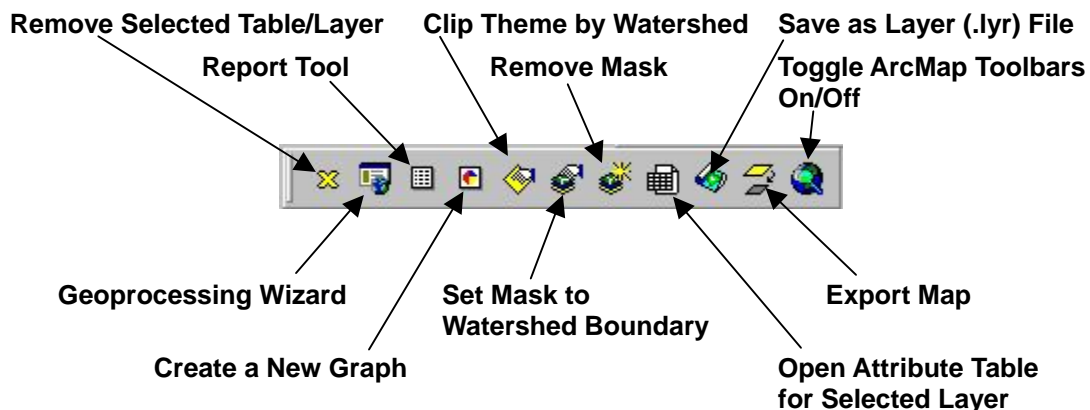 Remove Selected Table/Layer
Clip Theme by Watershed
Save as Layer (.lyr) File
Report Tool
Remove Mask
Toggle ArcMap Toolbars
On/Off
Geoprocessing Wizard
Set Mask to
Watershed Boundary
Export Map
Create a New Graph
Open Attribute Table
for Selected Layer